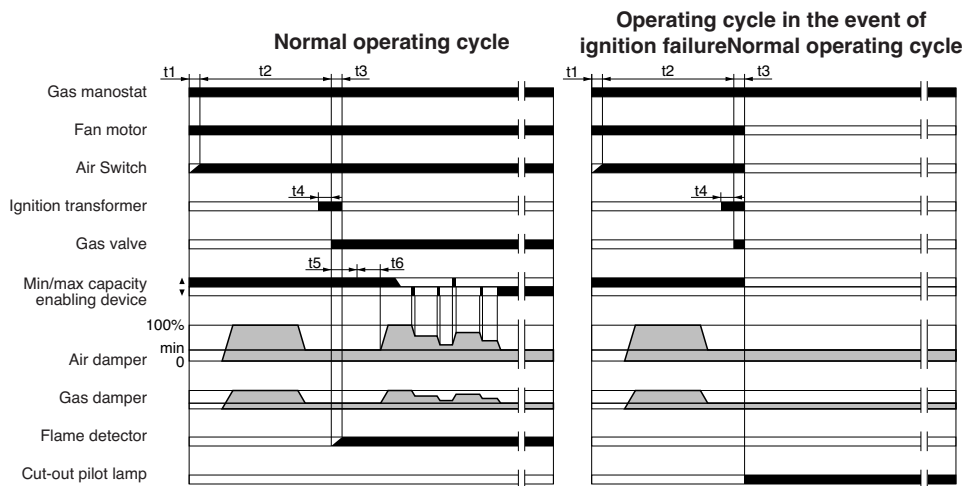 Normal operating cycle
Operating cycle in the event of
ignition failureNormal operating cycle
t1 t2 t3
t1 t2 t3
Gas manostat
Fan motor
Air Switch
t4
t4
Ignition transformer
Gas valve
t5 t6
Min/max capacity
enabling device
100%
min
0
Air damper
Gas damper
Flame detector
Cut-out pilot lamp